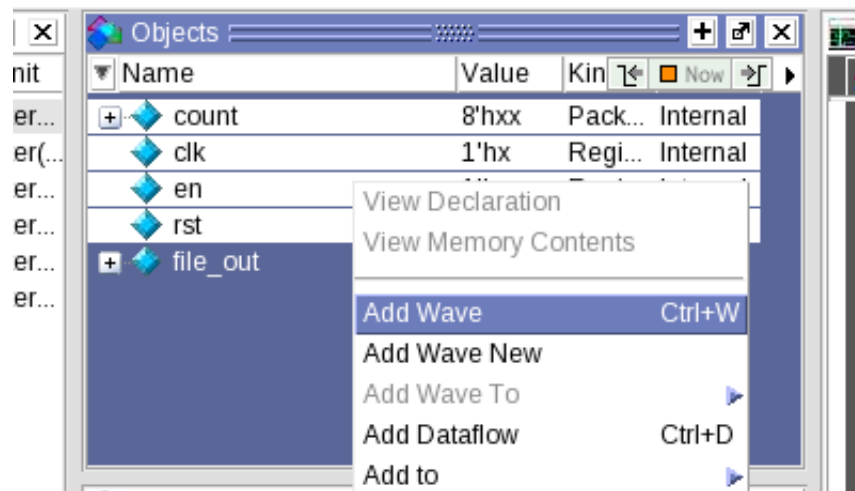 Objects
nit Name Value Kin Now
er... count 8'hxx Pack... Internal
er(... clk 1'hx Regi... Internal
er... en
er... rst
er... file_out
er...
View Declaration
View Memory Contents
Add Wave Ctrl+W
Add Wave New
Add Wave To
Add Dataflow Ctrl+D
Add to